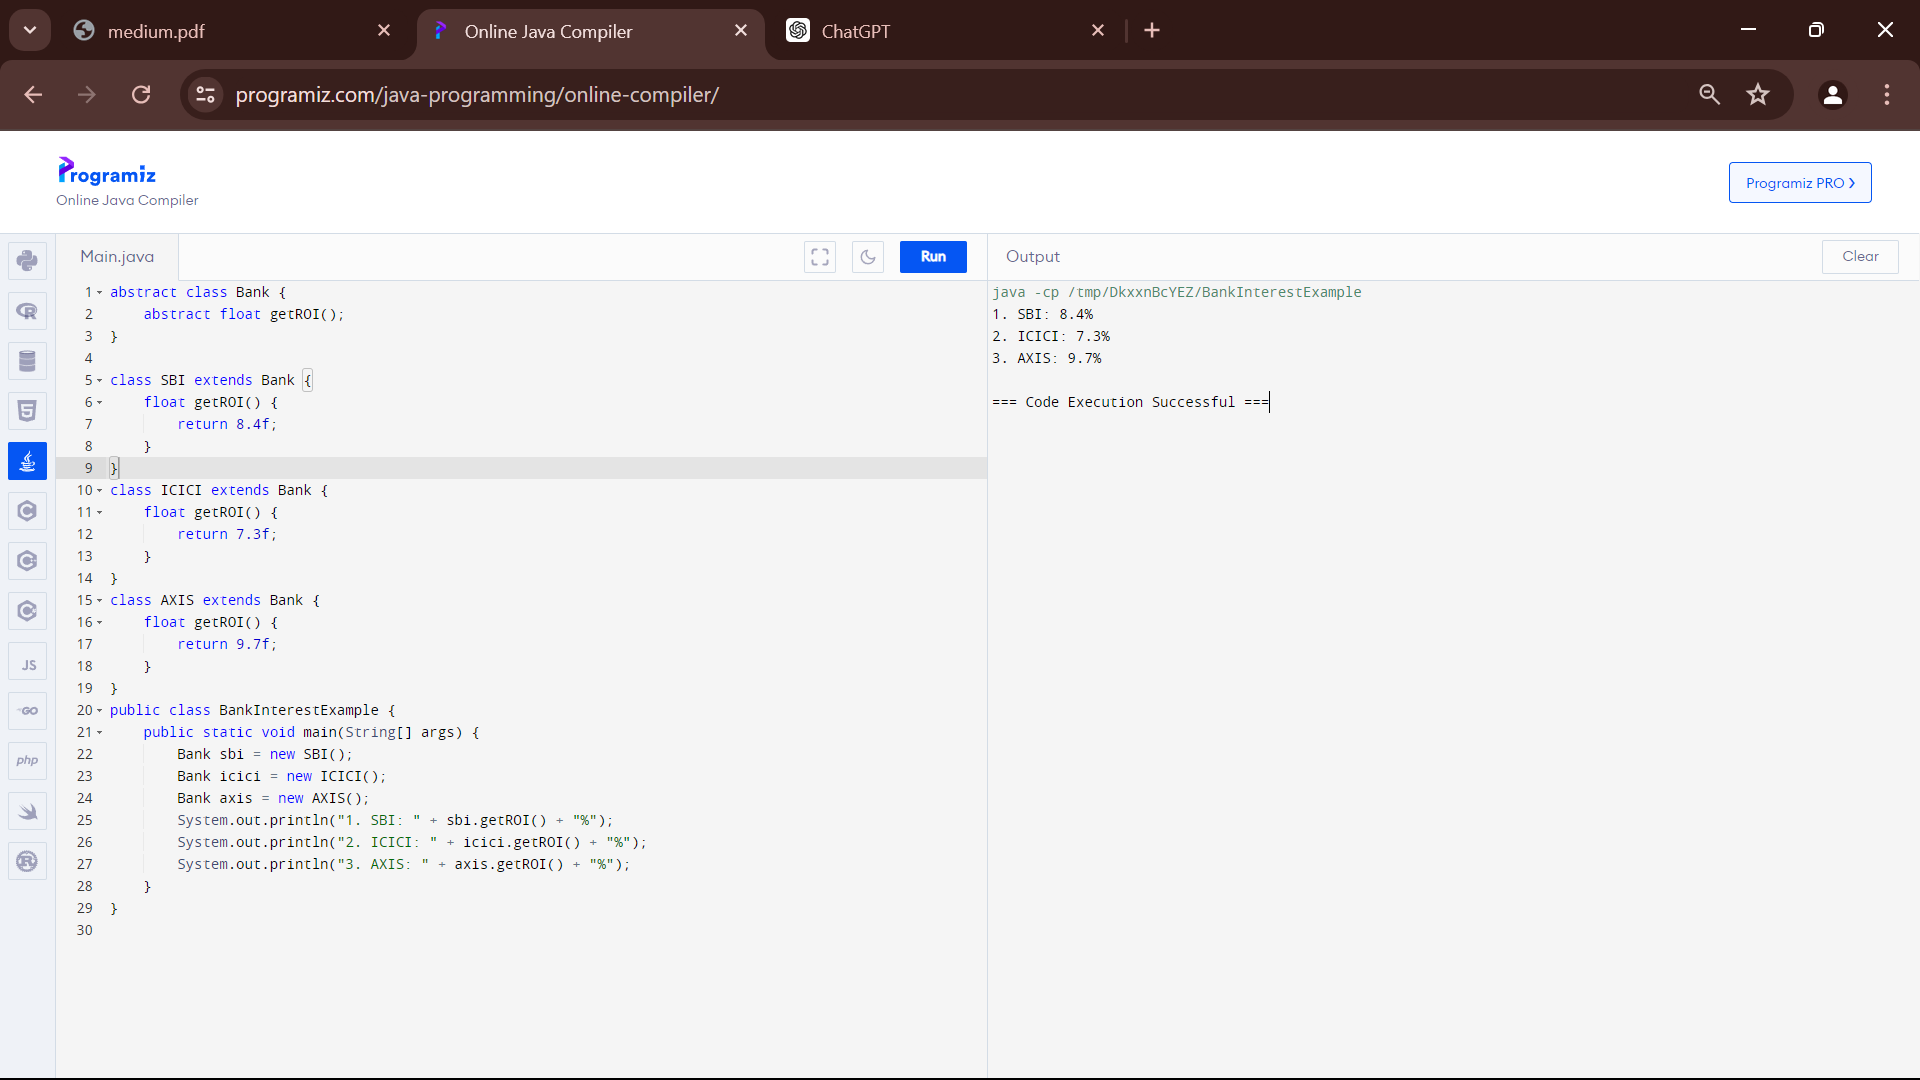 medium.pdf
Online Java Compiler
ChatGPT
programiz.com/java-programming/online-compiler/
Programiz
Online Java Compiler
Programiz PRO ❯
Main.java
Run
Output
Clear
JS
GO
php
1 abstract class Bank {
2     abstract float getROI();
3 }
4
5 class SBI extends Bank {
6     float getROI() {
7         return 8.4f;
8     }
9 }
10 class ICICI extends Bank {
11     float getROI() {
12         return 7.3f;
13     }
14 }
15 class AXIS extends Bank {
16     float getROI() {
17         return 9.7f;
18     }
19 }
20 public class BankInterestExample {
21     public static void main(String[] args) {
22         Bank sbi = new SBI();
23         Bank icici = new ICICI();
24         Bank axis = new AXIS();
25         System.out.println("1. SBI: " + sbi.getROI() + "%");
26         System.out.println("2. ICICI: " + icici.getROI() + "%");
27         System.out.println("3. AXIS: " + axis.getROI() + "%");
28     }
29 }
30
java -cp /tmp/DkxxnBcYEZ/BankInterestExample
1. SBI: 8.4%
2. ICICI: 7.3%
3. AXIS: 9.7%
=== Code Execution Successful ===